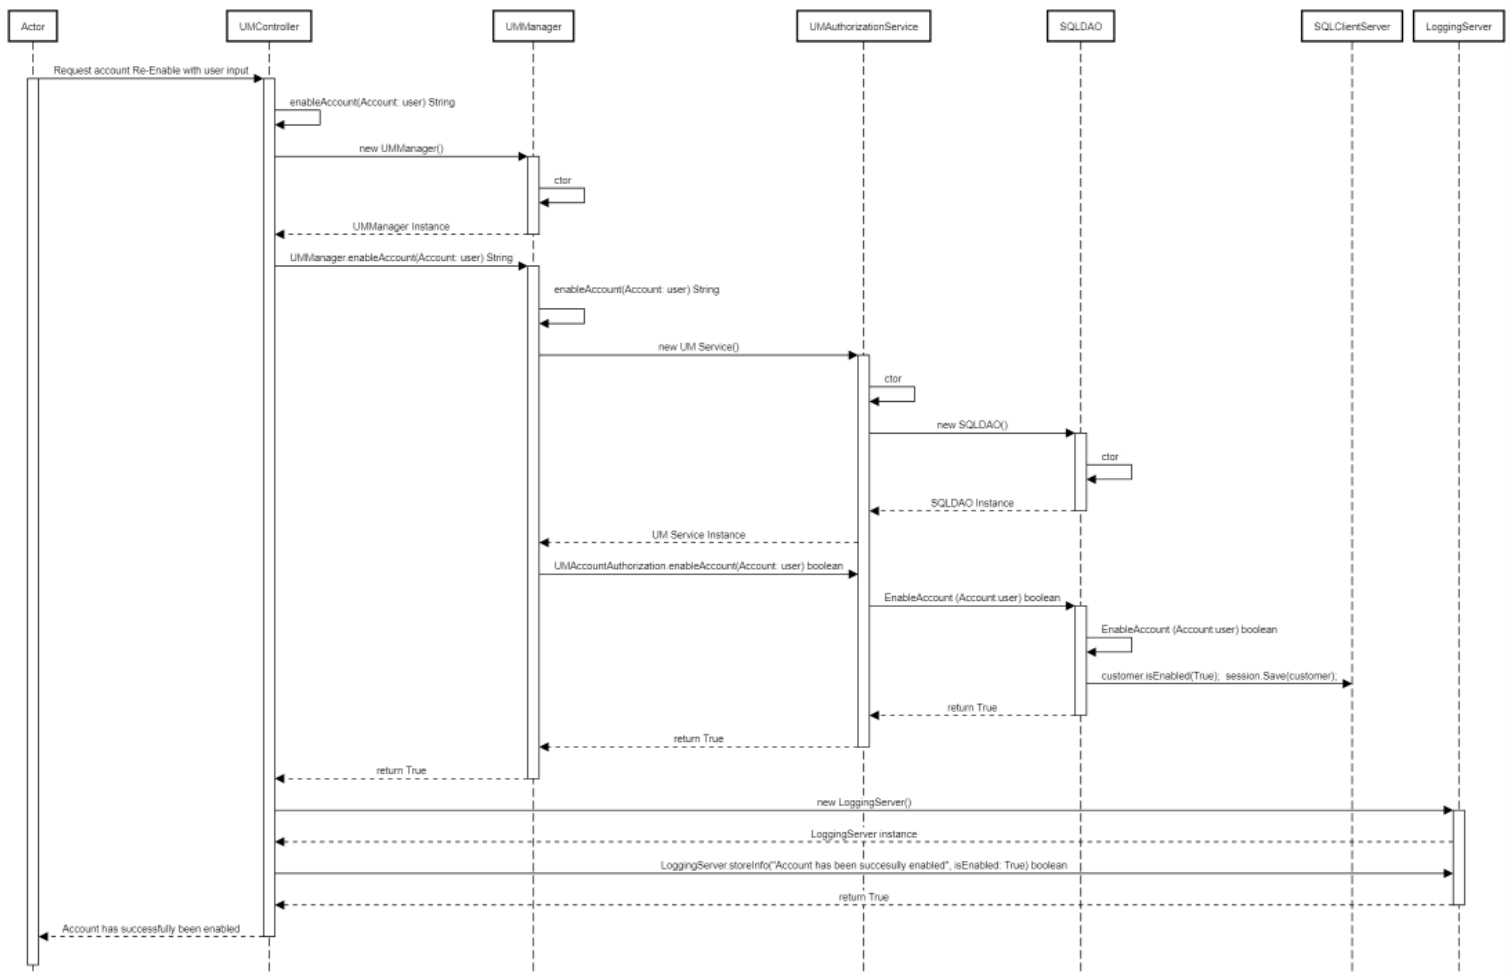 Actor
UMController
UMManager
UMAuthorizationService
SQLDAO
SQLClientServer
LoggingServer
Request account Re-Enable with user input
enableAccount(Account: user) String
new UMManager()
ctor
UMManager Instance
UMManager.enableAccount(Account: user) String
enableAccount(Account: user) String
new UM Service()
ctor
new SQLDAO()
ctor
SQLDAO Instance
UM Service Instance
UMAccountAuthorization.enableAccount(Account: user) boolean
EnableAccount (Account:user) boolean
EnableAccount (Account:user) boolean
customer.isEnabled(True); session.Save(customer);
return True
return True
return True
new LoggingServer()
LoggingServer instance
LoggingServer.storeInfo("Account has been succesully enabled", isEnabled: True) boolean
return True
Account has successfully been enabled